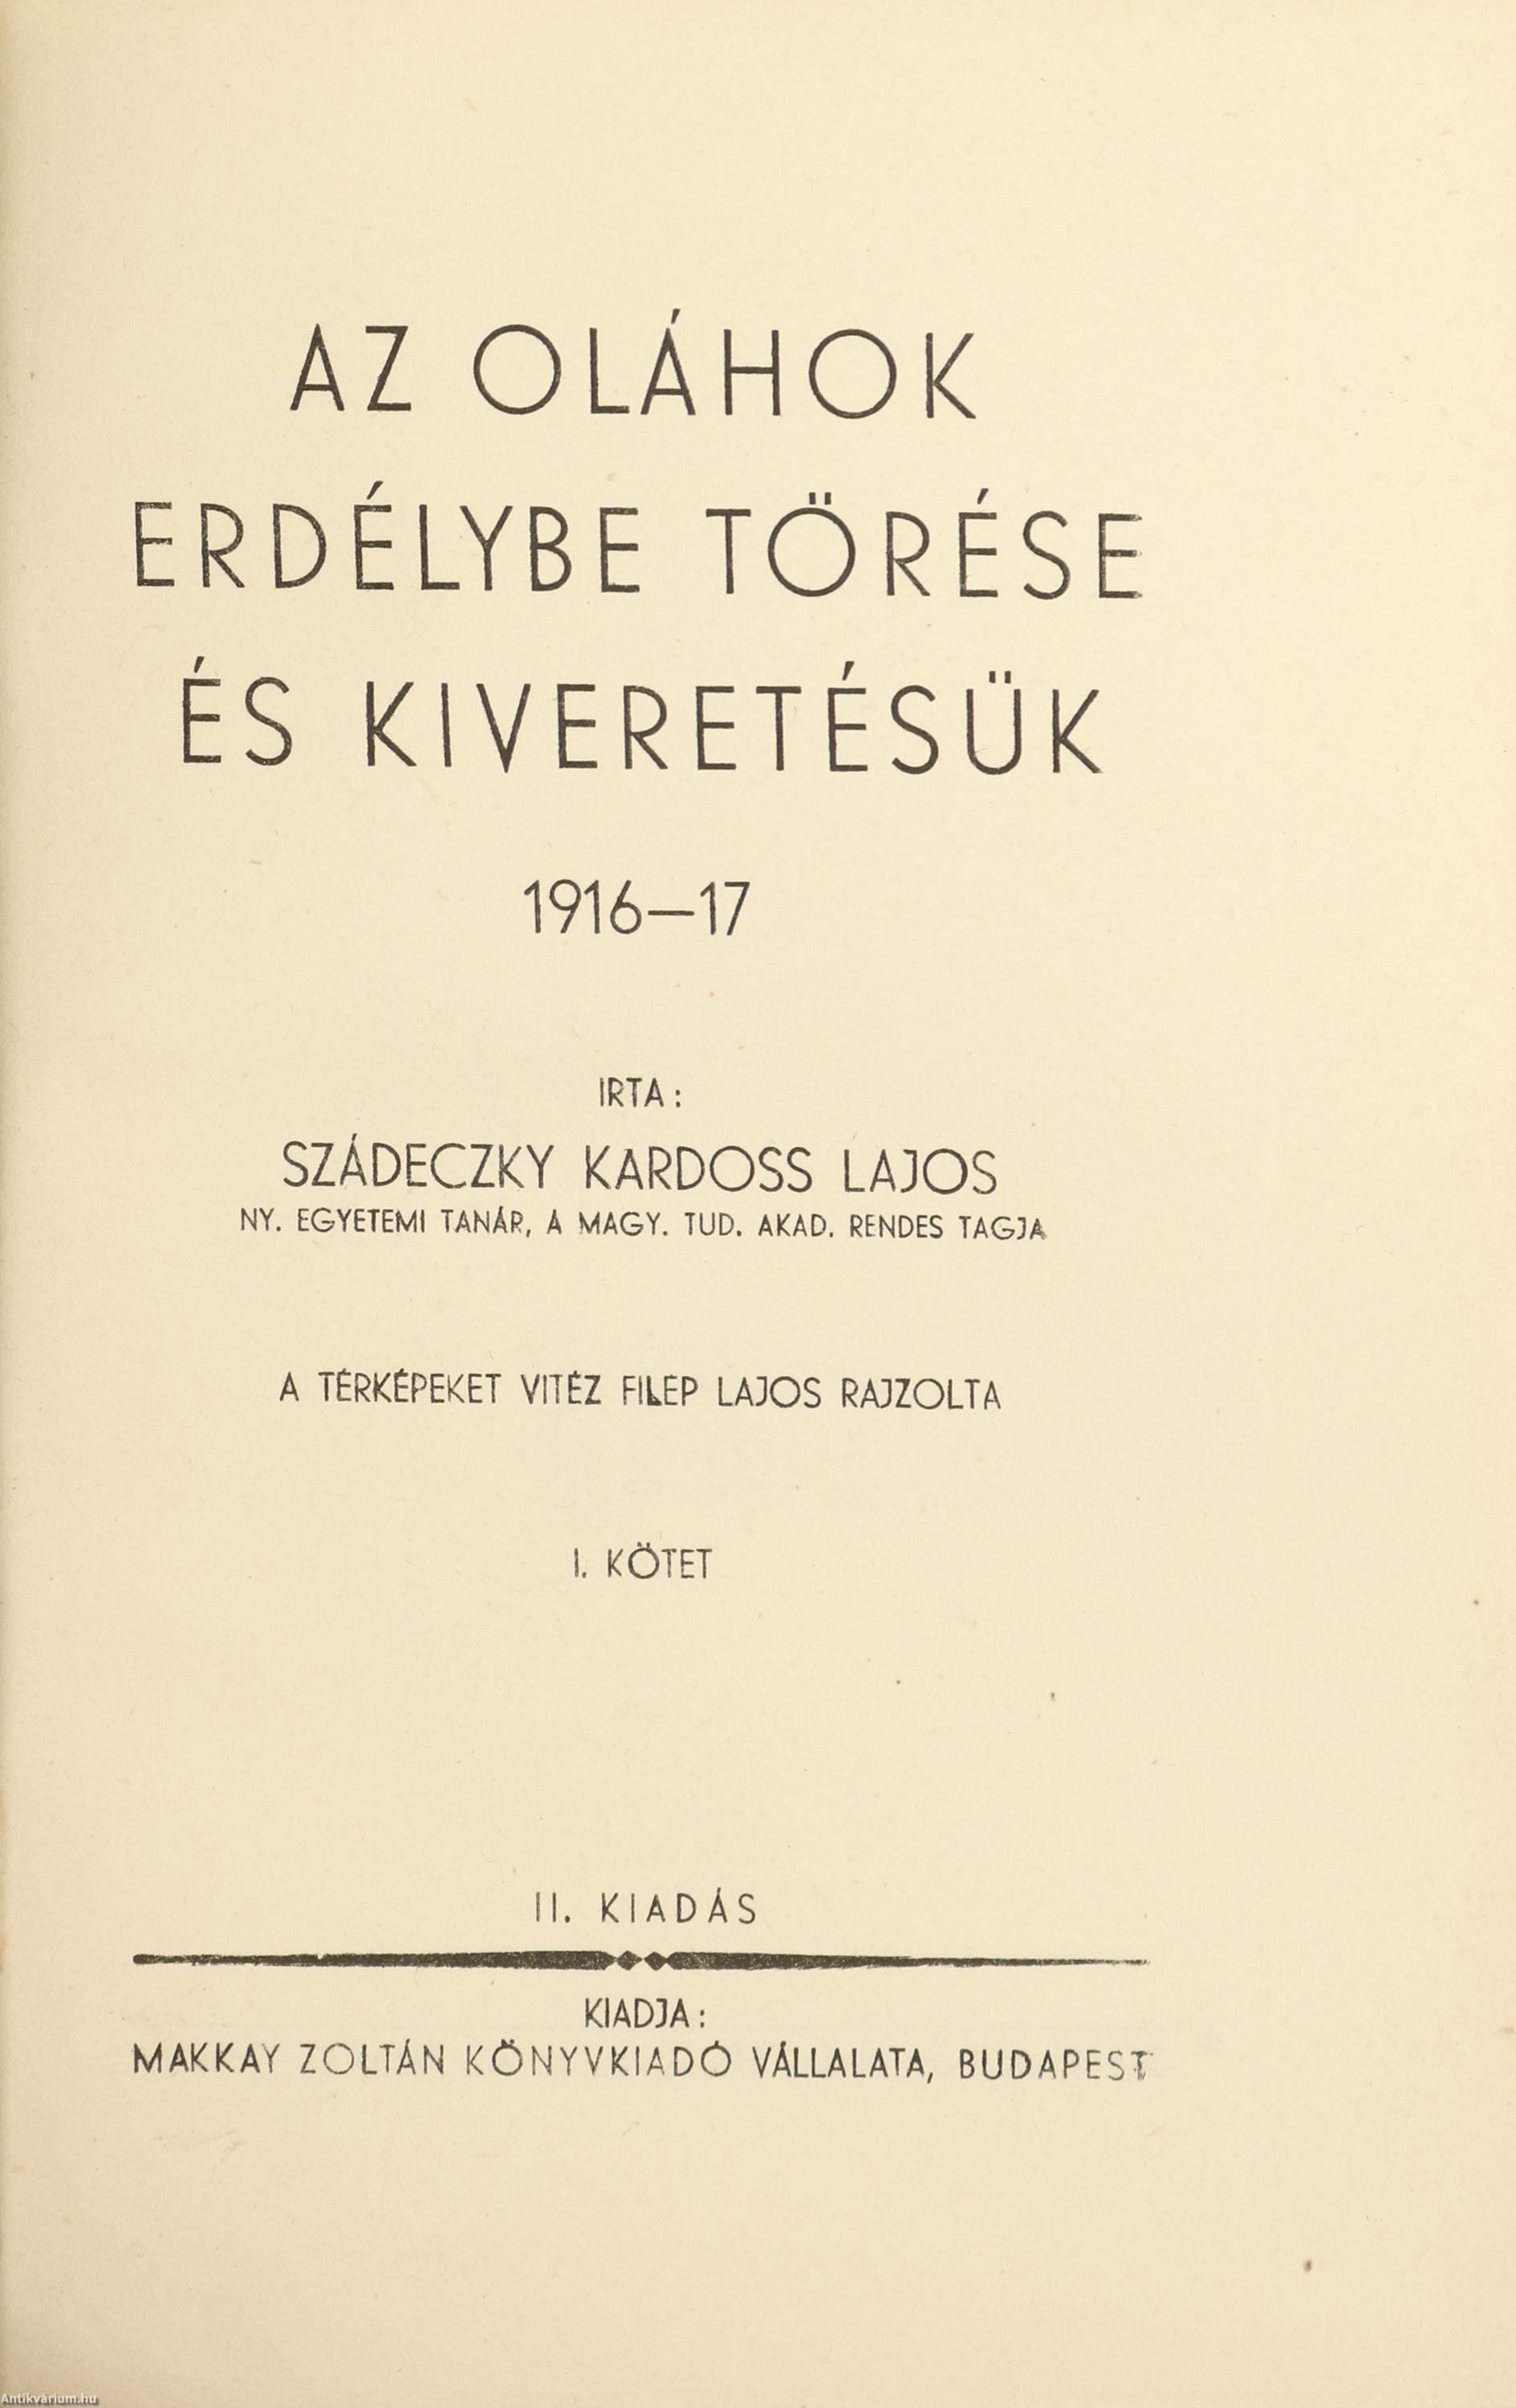 AZ OLÁHOK
ERDÉLYBE TÖRÉSE
ÉS KIVERETÉSÜK
1916—17
IRTA:
SZÁDECZKY KARDOSS LAJOS
NY. EGYETEMI TANÁR, A MAGY. TUD. AKAD. RENDES TAGJA
A TÉRKÉPEKET VITÉZ FILEP LAJOS RAJZOLTA
I. KÖTET
II. KIADÁS
KIADJA:
MAKKAY ZOLTÁN KÖNYVKIADÓ VÁLLALATA, BUDAPEST
Antikvárium.hu